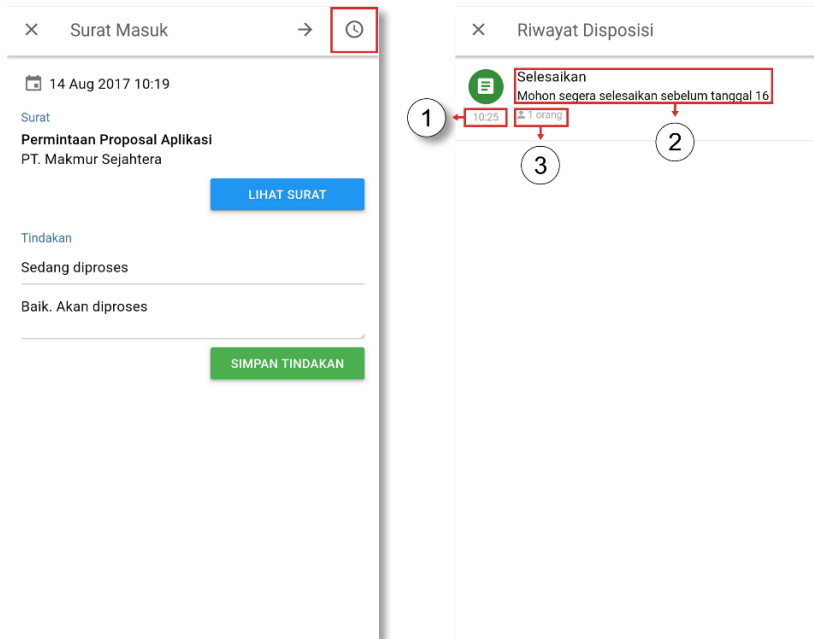 Surat Masuk
14 Aug 2017 10:19
Surat
Permintaan Proposal Aplikasi
PT. Makmur Sejahtera
LIHAT SURAT
Tindakan
Sedang diproses
Baik. Akan diproses
SIMPAN TINDAKAN
Riwayat Disposisi
Selesaikan
Mohon segera selesaikan sebelum tanggal 16
1 10:25 1 orang
3 2